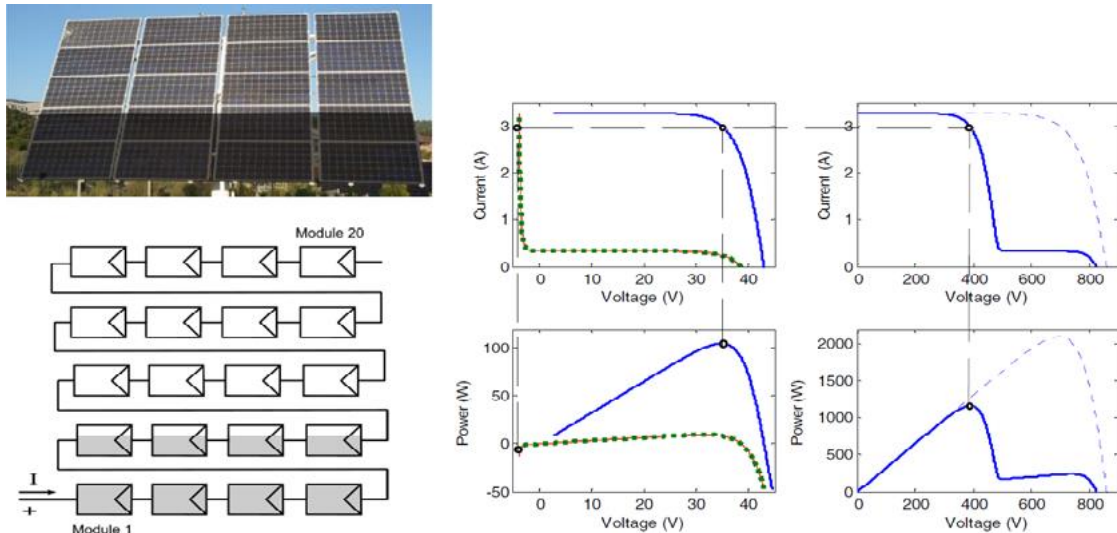 Module 20
I
+
Module 1
3
2
1
0
Current (A)
0 10 20 30 40
Voltage (V)
3
2
1
0
Current (A)
0 200 400 600 800
Voltage (V)
100
50
0
-50
Power (W)
0 10 20 30 40
Voltage (V)
2000
1500
1000
500
0
Power (W)
0 200 400 600 800
Voltage (V)